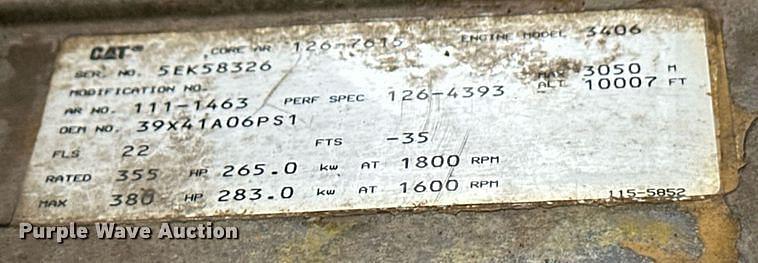 CAT® CORE AR 126-7615 ENGINE MODEL 3406
SER. NO. 5EK58326
MODIFICATION NO.
AR NO. 111-1463 PERF SPEC 126-4393 MAX ALT. 3050 M 10007 FT
OEM NO. 39X41A06PS1
FLS 22 FTS -35
RATED 355 HP 265.0 kw AT 1800 RPM
MAX 380 HP 283.0 kw AT 1600 RPM
115-5852
Purple Wave Auction